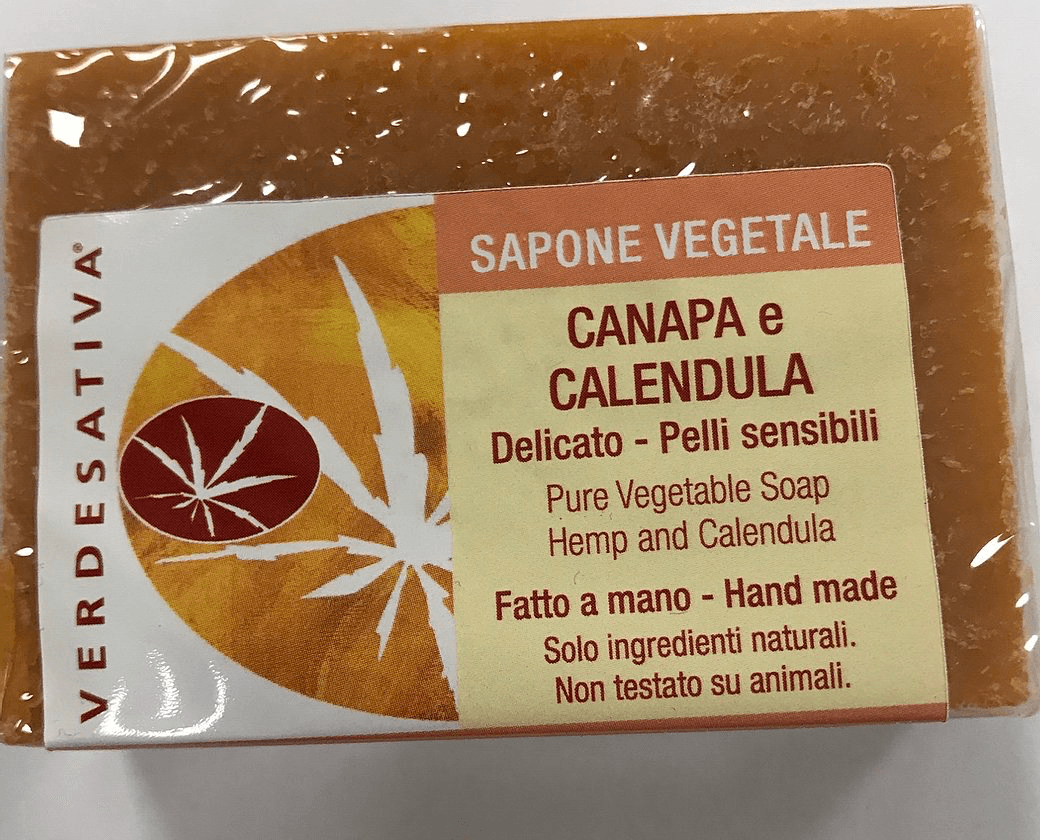 VERDESATIVA®
SAPONE VEGETALE
CANAPA e
CALENDULA
Delicato - Pelli sensibili
Pure Vegetable Soap
Hemp and Calendula
Fatto a mano - Hand made
Solo ingredienti naturali.
Non testato su animali.